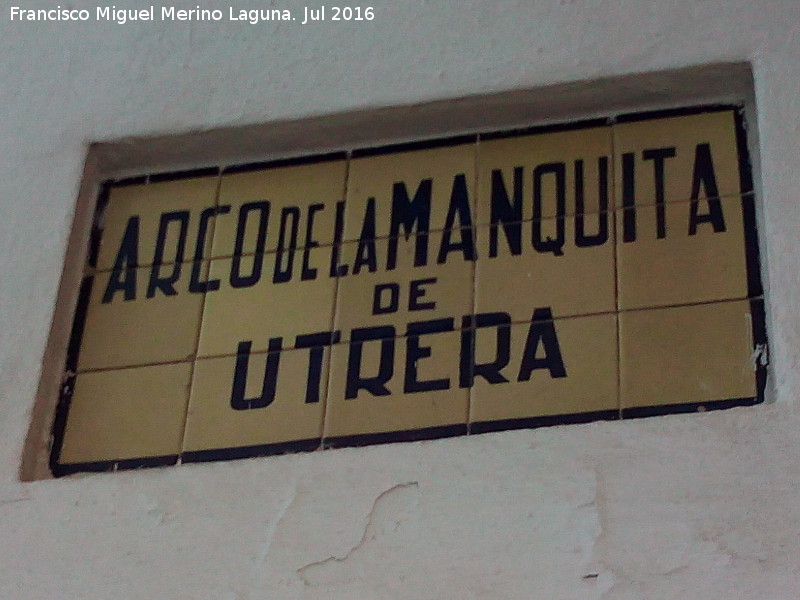 Francisco Miguel Merino Laguna. Jul 2016
ARCO DE LA MANQUITA
DE
UTRERA